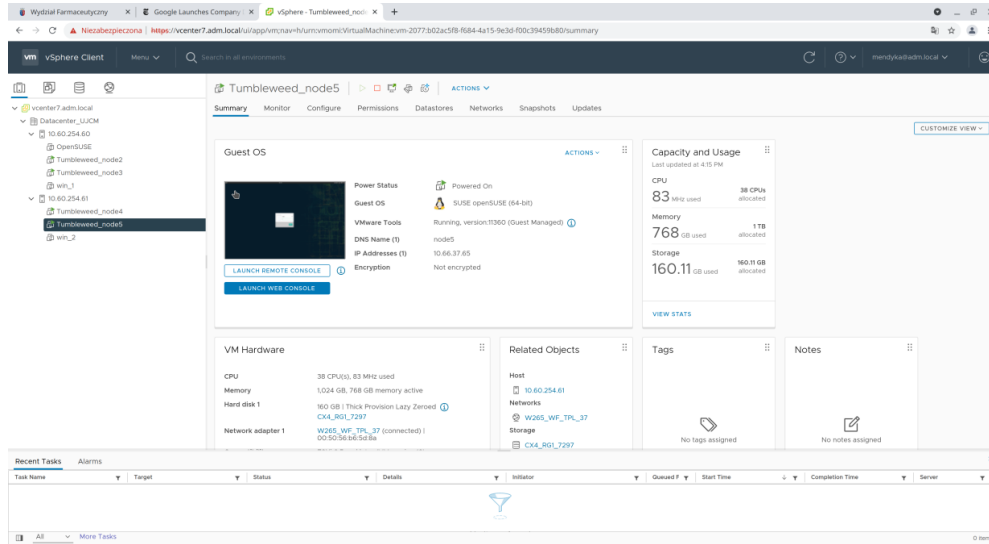 Wydział Farmaceutyczny
Google Launches Company
vSphere - Tumbleweed_node
Niezabezpieczona | https://vcenter7.adm.local/ui/app/vm;nav=h/urn:vmomi:VirtualMachine:vm-2077:b02ac5f8-f684-4a15-9e3d-f00c39459b80/summary
vm vSphere Client Menu Search in all environments mendyka@adm.local
vcenter7.adm.local
Datacenter_UJCM
10.60.254.60
OpenSUSE
Tumbleweed_node2
Tumbleweed_node3
win_1
10.60.254.61
Tumbleweed_node4
Tumbleweed_node5
win_2
Tumbleweed_node5 ACTIONS
Summary Monitor Configure Permissions Datastores Networks Snapshots Updates
CUSTOMIZE VIEW
Guest OS ACTIONS
Power Status Powered On
Guest OS SUSE openSUSE (64-bit)
VMware Tools Running, version:11360 (Guest Managed)
DNS Name (1) node5
IP Addresses (1) 10.66.37.65
Encryption Not encrypted
LAUNCH REMOTE CONSOLE
LAUNCH WEB CONSOLE
Capacity and Usage
Last updated at 4:15 PM
CPU
83 MHz used 38 CPUs allocated
Memory
768 GB used 1 TB allocated
Storage
160.11 GB used 160.11 GB allocated
VIEW STATS
VM Hardware
CPU 38 CPU(s), 83 MHz used
Memory 1,024 GB, 768 GB memory active
Hard disk 1 160 GB | Thick Provision Lazy Zeroed
CX4_RG1_7297
Network adapter 1 W265_WF_TPL_37 (connected) |
00:50:56:b6:5d:8a
Related Objects
Host
10.60.254.61
Networks
W265_WF_TPL_37
Storage
CX4_RG1_7297
Tags
No tags assigned
Notes
No notes assigned
Recent Tasks Alarms
Task Name Target Status Details Initiator Queued F Start Time Completion Time Server
All More Tasks 0 item